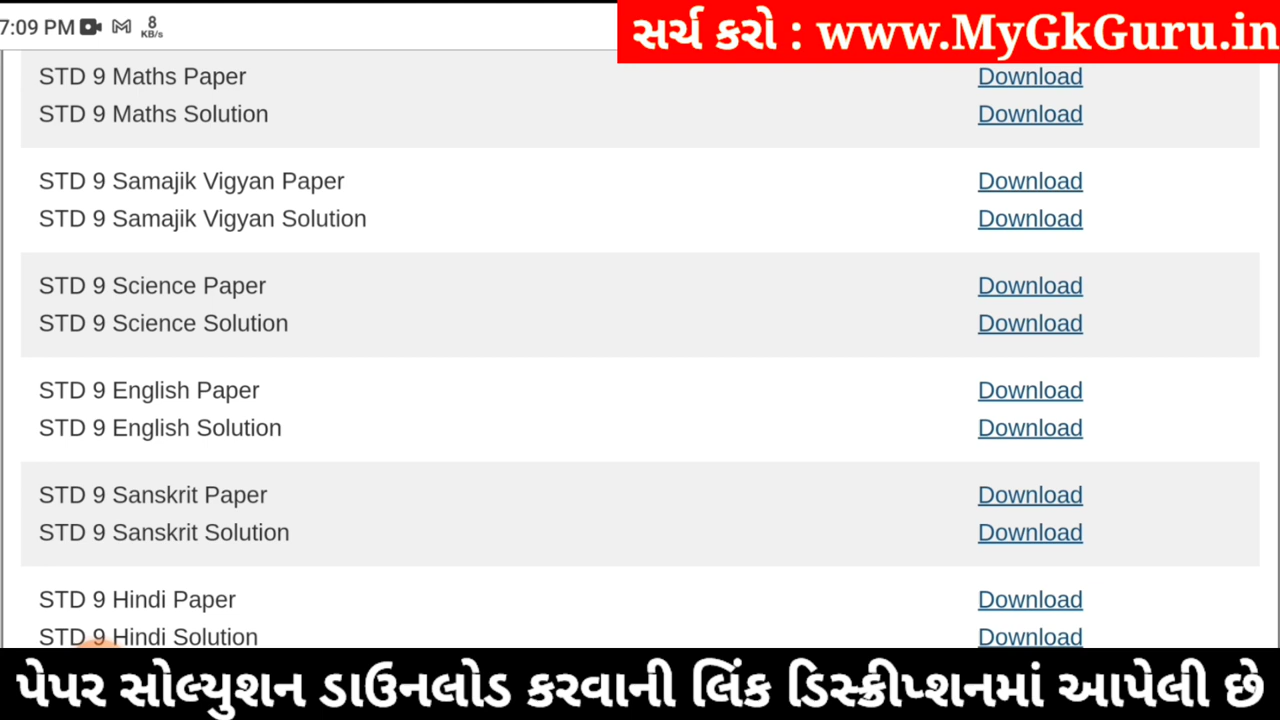 7:09 PM 8 KB/s
સર્ચ કરો : www.MyGkGuru.in
STD 9 Maths Paper Download
STD 9 Maths Solution Download
STD 9 Samajik Vigyan Paper Download
STD 9 Samajik Vigyan Solution Download
STD 9 Science Paper Download
STD 9 Science Solution Download
STD 9 English Paper Download
STD 9 English Solution Download
STD 9 Sanskrit Paper Download
STD 9 Sanskrit Solution Download
STD 9 Hindi Paper Download
STD 9 Hindi Solution Download
પેપર સોલ્યુશન ડાઉનલોડ કરવાની લિંક ડિસ્ક્રીપ્શનમાં આપેલી છે